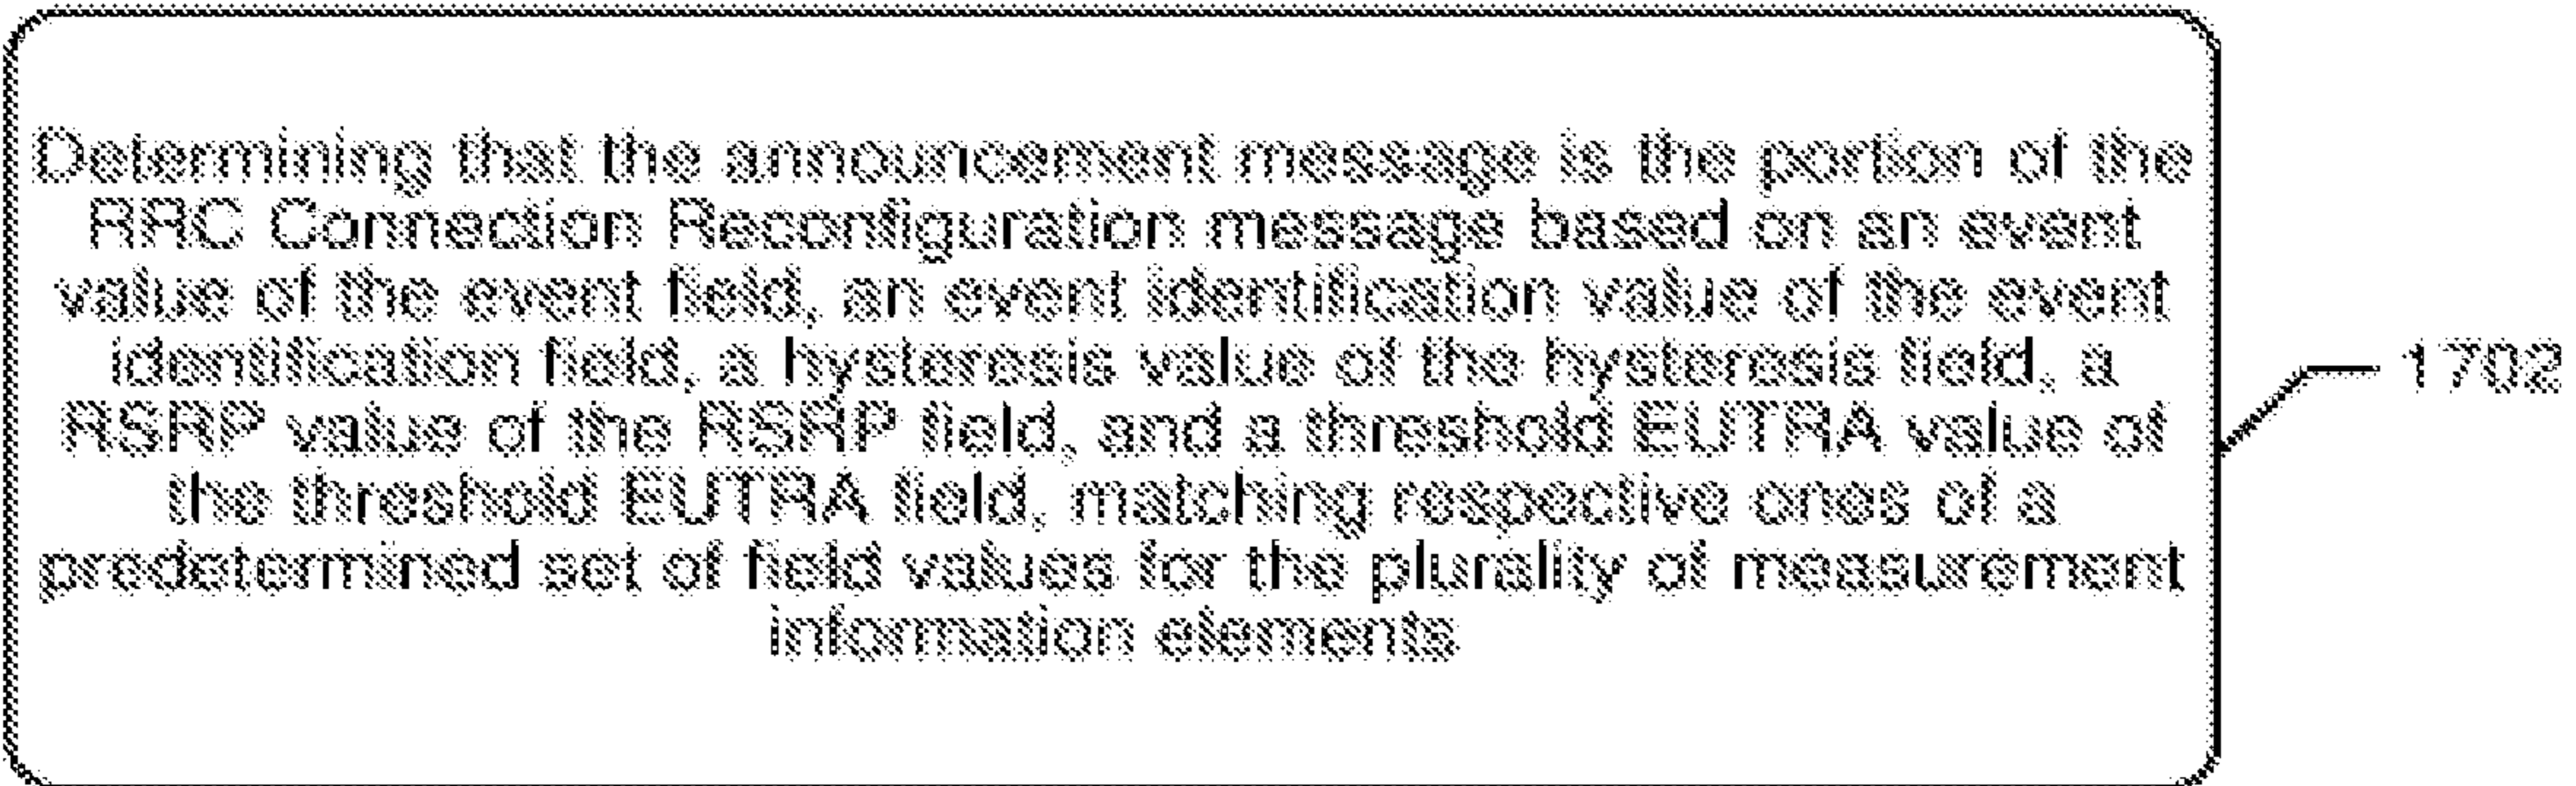 Determining that the announcement message is the portion of the
RRC Connection Reconfiguration message based on an event
value of the event field, an event identification value of the event
identification field, a hysteresis value of the hysteresis field, a
RSRP value of the RSRP field, and a threshold EUTRA value of
the threshold EUTRA field, matching respective ones of a
predetermined set of field values for the plurality of measurement
information elements
1702